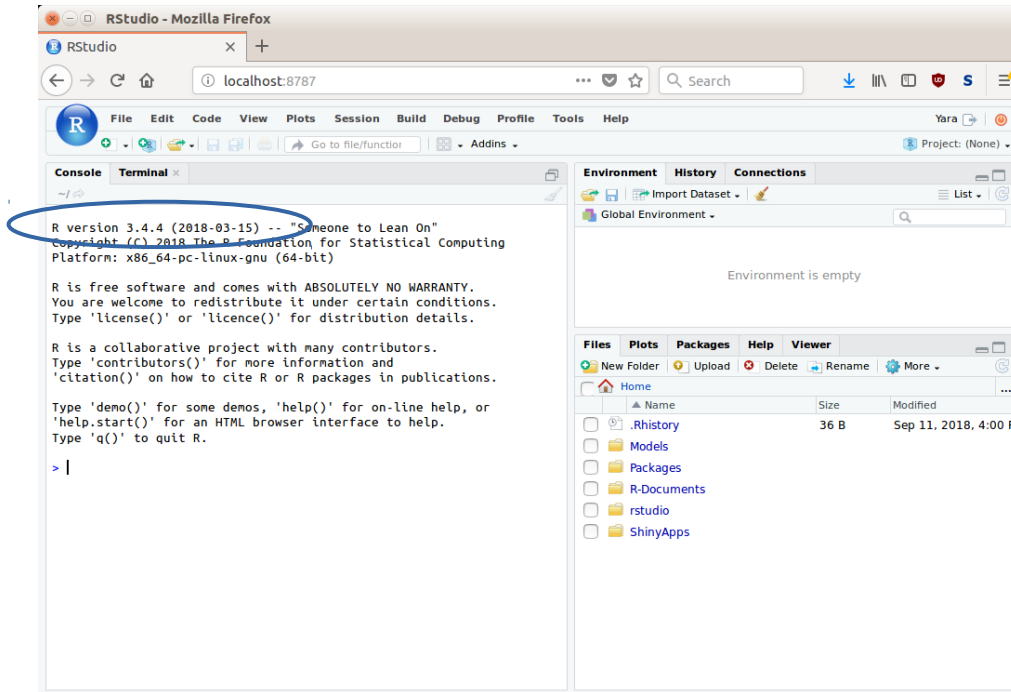 RStudio - Mozilla Firefox
RStudio
localhost:8787
Search
File Edit Code View Plots Session Build Debug Profile Tools Help
Yara
R
Go to file/function
Addins
Project: (None)
Console Terminal
~/
R version 3.4.4 (2018-03-15) -- "Someone to Lean On"
Copyright (C) 2018 The R Foundation for Statistical Computing
Platform: x86_64-pc-linux-gnu (64-bit)
R is free software and comes with ABSOLUTELY NO WARRANTY.
You are welcome to redistribute it under certain conditions.
Type 'license()' or 'licence()' for distribution details.
R is a collaborative project with many contributors.
Type 'contributors()' for more information and
'citation()' on how to cite R or R packages in publications.
Type 'demo()' for some demos, 'help()' for on-line help, or
'help.start()' for an HTML browser interface to help.
Type 'q()' to quit R.
>
Environment History Connections
Import Dataset
List
Global Environment
Environment is empty
Files Plots Packages Help Viewer
New Folder Upload Delete Rename More
Home
...
Name Size Modified
.Rhistory 36 B Sep 11, 2018, 4:00
Models
Packages
R-Documents
rstudio
ShinyApps